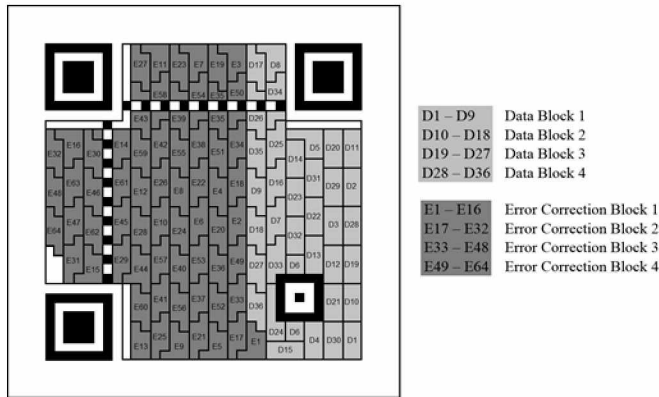 E27 E11 E23 E7 E19 E3 D17 D8
E58 E54 E35 E50 D34
E43 E39 E35 D26
E32 E16 E30 E14 E59 E42 E55 E38 E51 E34 D35 D25 D14 D5 D20 D11
E48 E63 E46 E61 E12 E26 E8 E22 E4 E18 D9 D16 D23 D31 D29 D2
E64 E47 E62 E45 E28 E10 E24 E6 E20 E2 D18 D7 D32 D22 D3 D28
E31 E15 E29 E44 E57 E40 E53 E36 E49 D27 D33 D6 D13 D12 D19
E60 E41 E56 E37 E52 E33 D36 D21 D10
E13 E25 E9 E21 E5 E17 E1 D24 D6 D15 D4 D30 D1
D1 – D9 Data Block 1
D10 – D18 Data Block 2
D19 – D27 Data Block 3
D28 – D36 Data Block 4
E1 – E16 Error Correction Block 1
E17 – E32 Error Correction Block 2
E33 – E48 Error Correction Block 3
E49 – E64 Error Correction Block 4